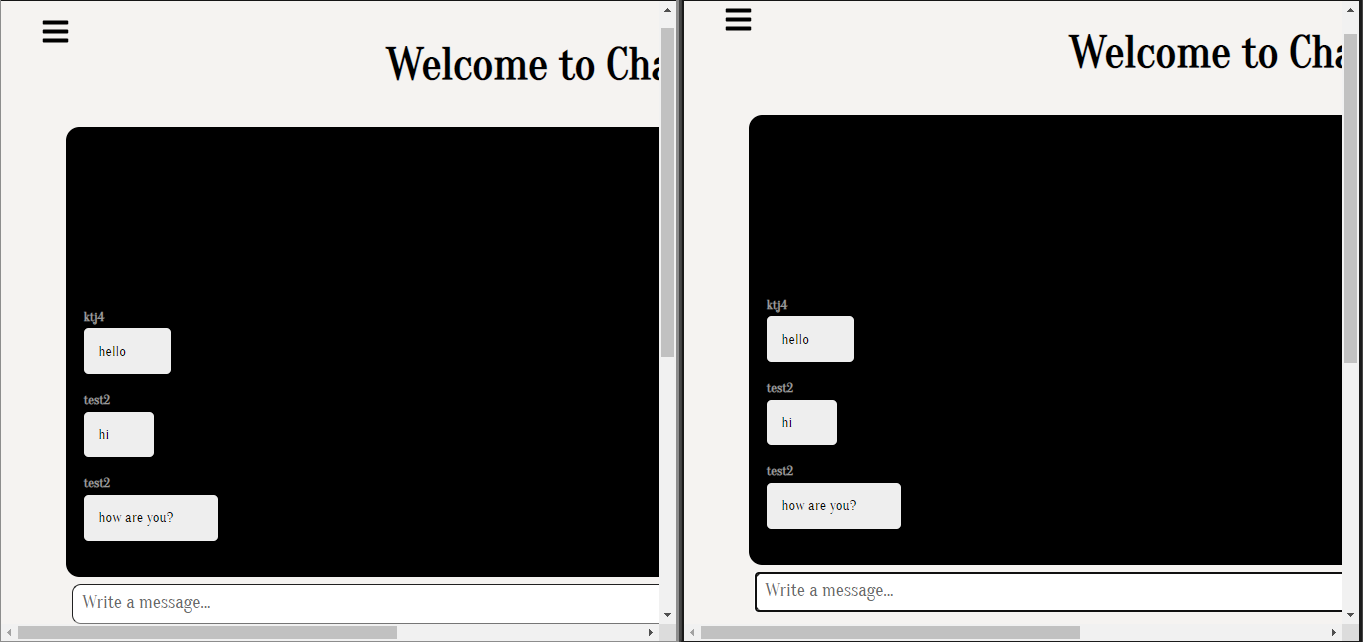 Welcome to Cha
ktj4
hello
test2
hi
test2
how are you?
Write a message...
Welcome to Cha
ktj4
hello
test2
hi
test2
how are you?
Write a message...